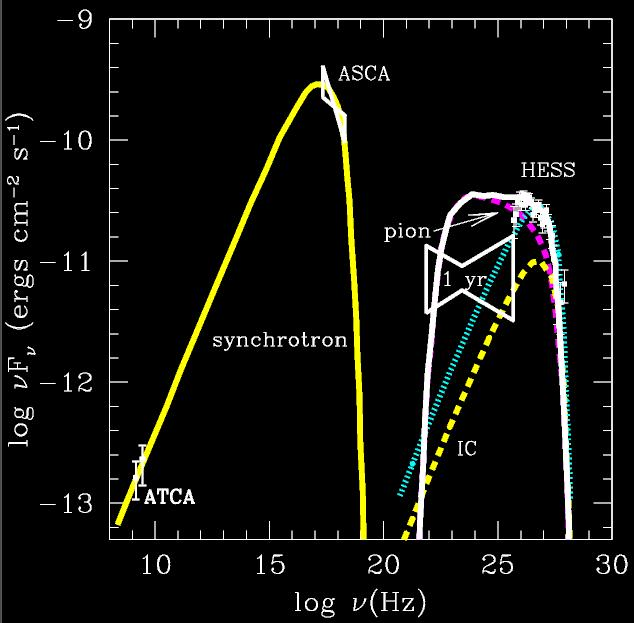 log νFν (ergs cm−2 s−1)
−9
−10
−11
−12
−13
ASCA
HESS
pion
1 yr
synchrotron
IC
ATCA
10
15
20
25
30
log ν(Hz)